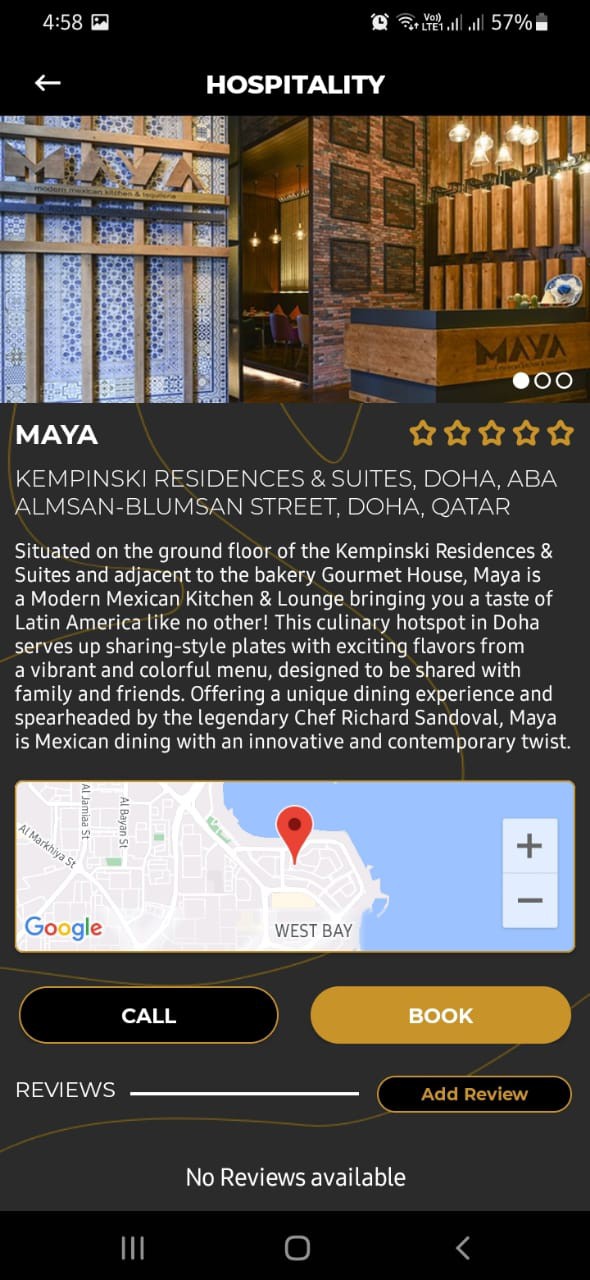 4:58
Vo))
LTE1
57%
HOSPITALITY
MAYA
modern mexican kitchen & tequileria
MAYA
MAYA
KEMPINSKI RESIDENCES & SUITES, DOHA, ABA
ALMSAN-BLUMSAN STREET, DOHA, QATAR
Situated on the ground floor of the Kempinski Residences &
Suites and adjacent to the bakery Gourmet House, Maya is
a Modern Mexican Kitchen & Lounge bringing you a taste of
Latin America like no other! This culinary hotspot in Doha
serves up sharing-style plates with exciting flavors from
a vibrant and colorful menu, designed to be shared with
family and friends. Offering a unique dining experience and
spearheaded by the legendary Chef Richard Sandoval, Maya
is Mexican dining with an innovative and contemporary twist.
Al Jamiaa St
Al Bayan St
Al Markhiya St
Google
WEST BAY
+
−
CALL
BOOK
REVIEWS
Add Review
No Reviews available